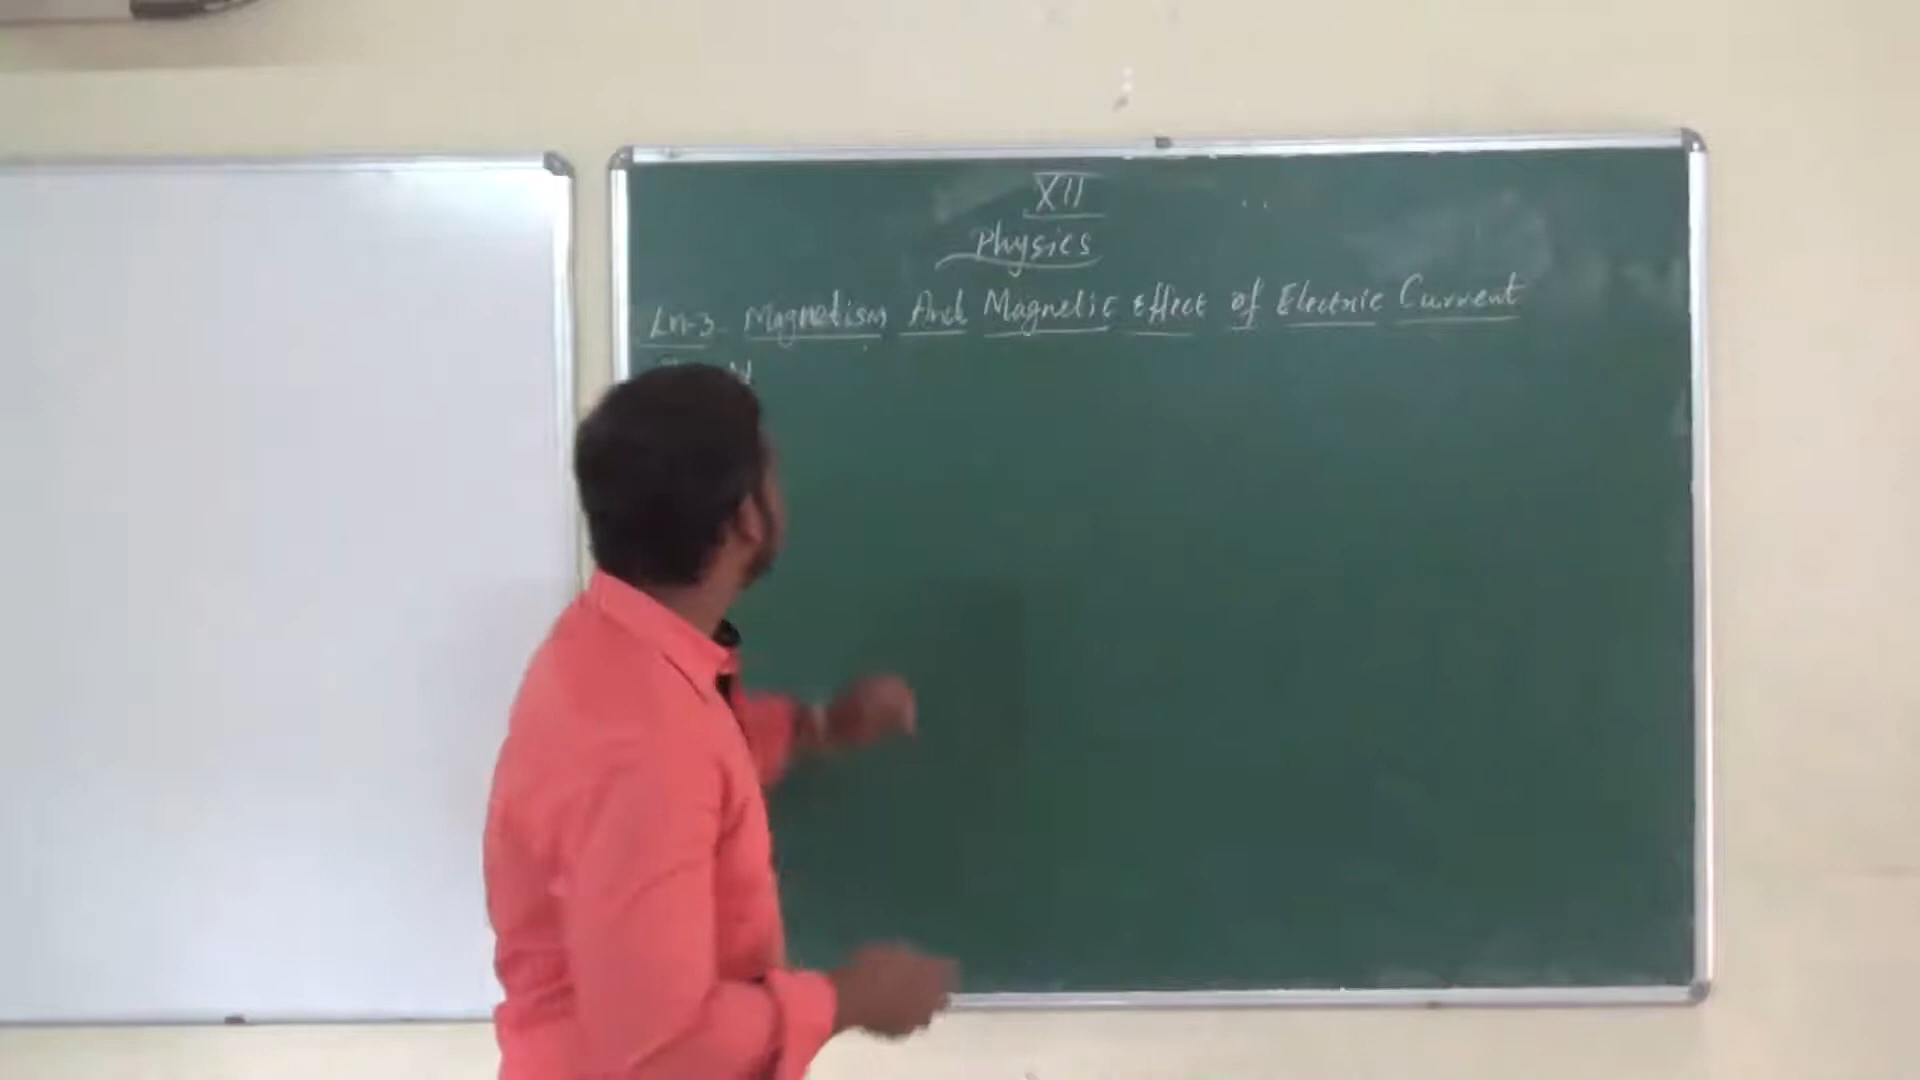 XII
Physics
Ln-3 Magnetism And Magnetic Effect of Electric Current